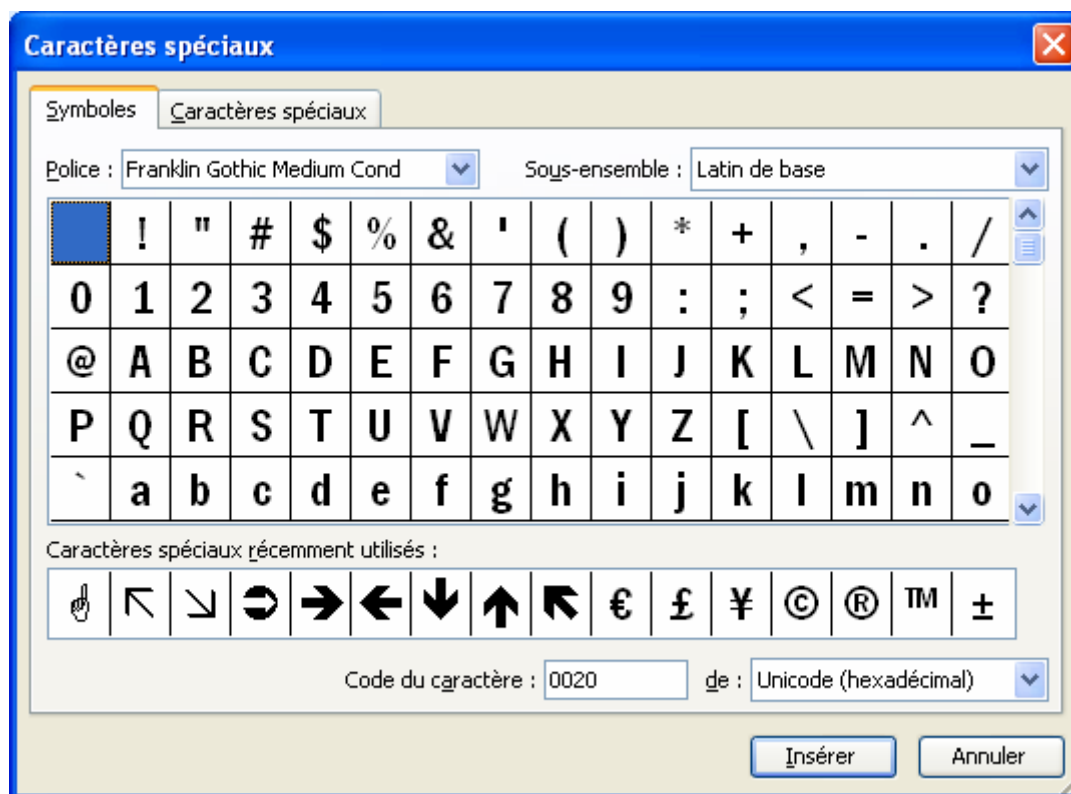 Caractères spéciaux
Symboles Caractères spéciaux
Police : Franklin Gothic Medium Cond Sous-ensemble : Latin de base
! " # $ % & ' ( ) * + , - . /
0 1 2 3 4 5 6 7 8 9 : ; < = > ?
@ A B C D E F G H I J K L M N O
P Q R S T U V W X Y Z [ \ ] ^ _
` a b c d e f g h i j k l m n o
Caractères spéciaux récemment utilisés :
☝ ↖ ↘ ➲ ➔ 🡸 🡻 🡹 🡼 € £ ¥ © ® ™ ±
Code du caractère : 0020 de : Unicode (hexadécimal)
Insérer Annuler